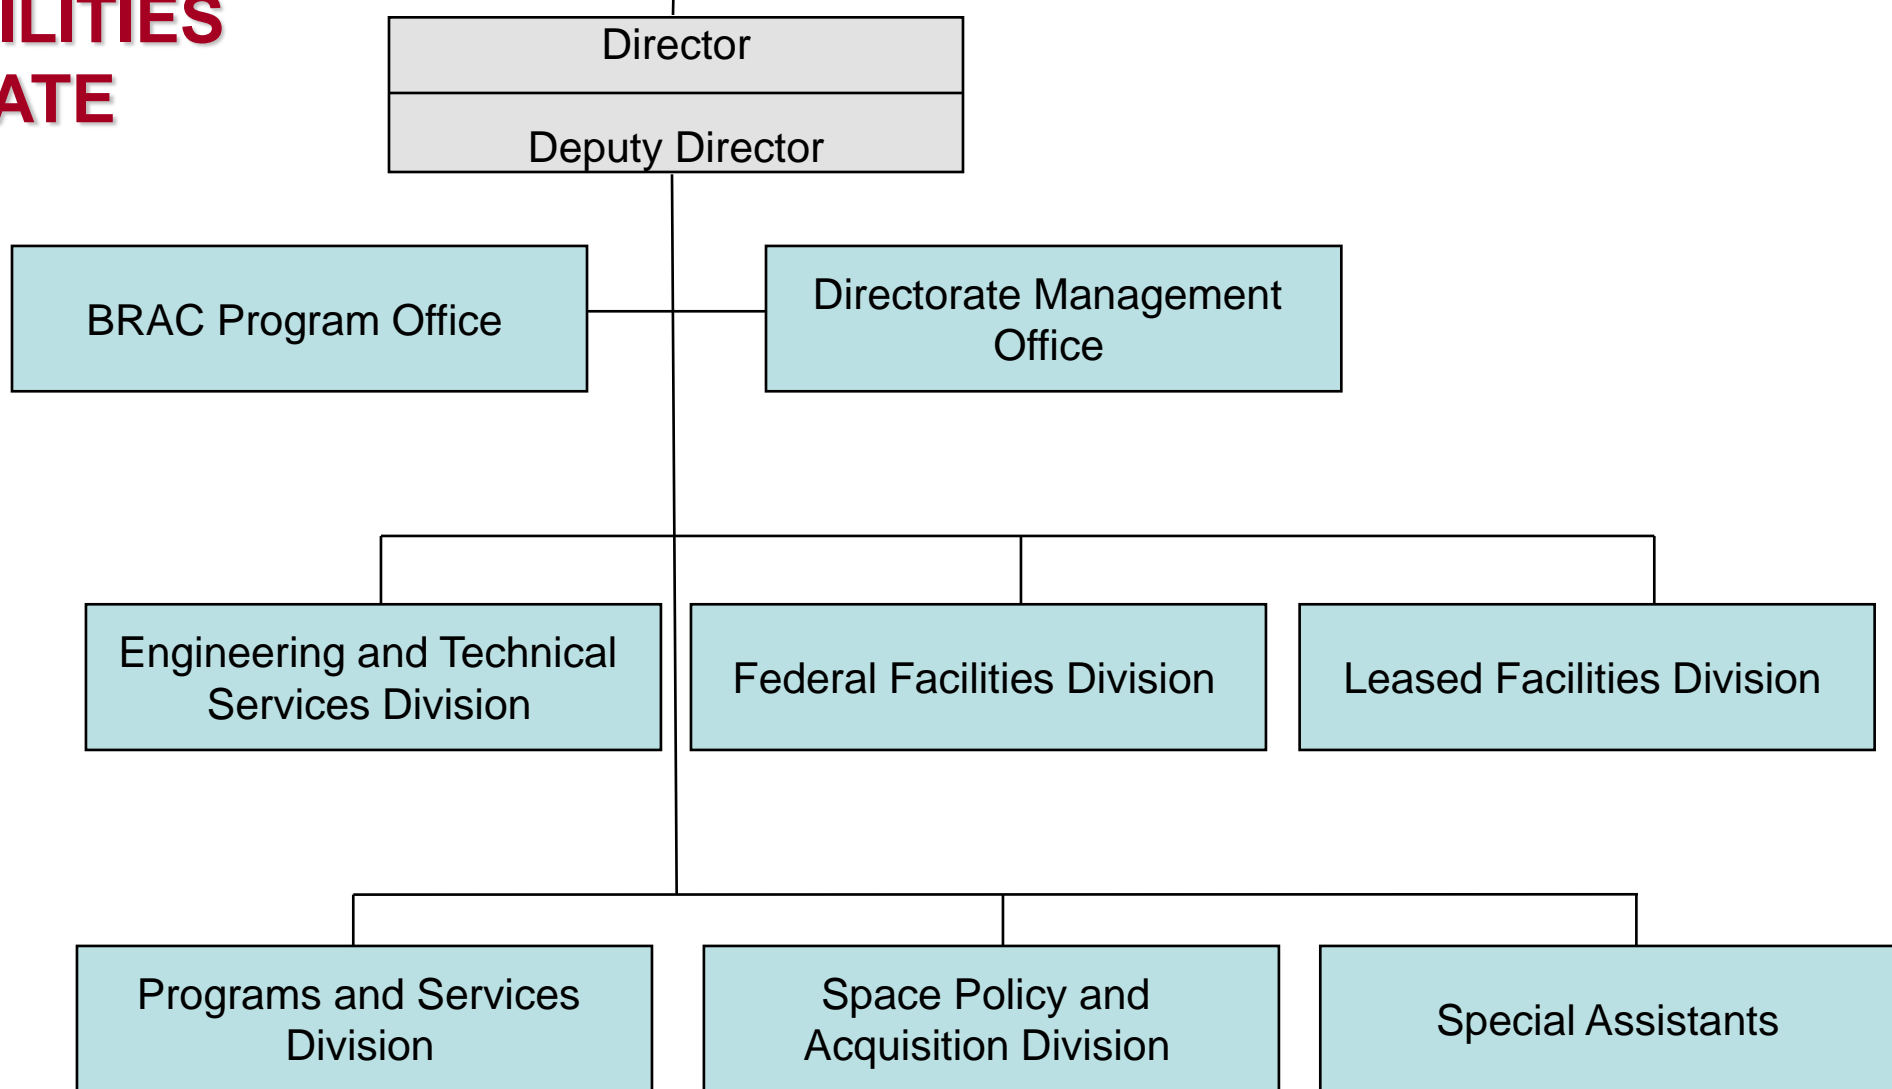 ILITIES
ATE
Director
Deputy Director
BRAC Program Office
Directorate Management
Office
Engineering and Technical
Services Division
Federal Facilities Division
Leased Facilities Division
Programs and Services
Division
Space Policy and
Acquisition Division
Special Assistants